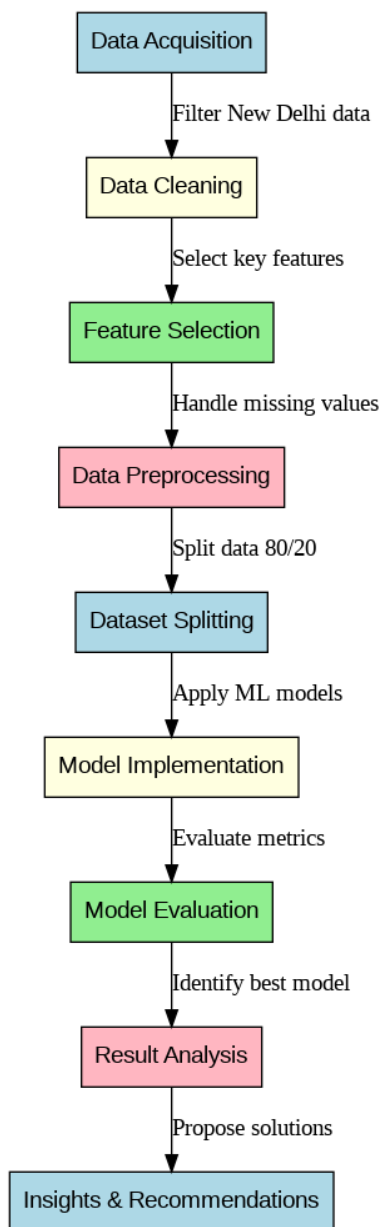 Data Acquisition
Filter New Delhi data
Data Cleaning
Select key features
Feature Selection
Handle missing values
Data Preprocessing
Split data 80/20
Dataset Splitting
Apply ML models
Model Implementation
Evaluate metrics
Model Evaluation
Identify best model
Result Analysis
Propose solutions
Insights & Recommendations